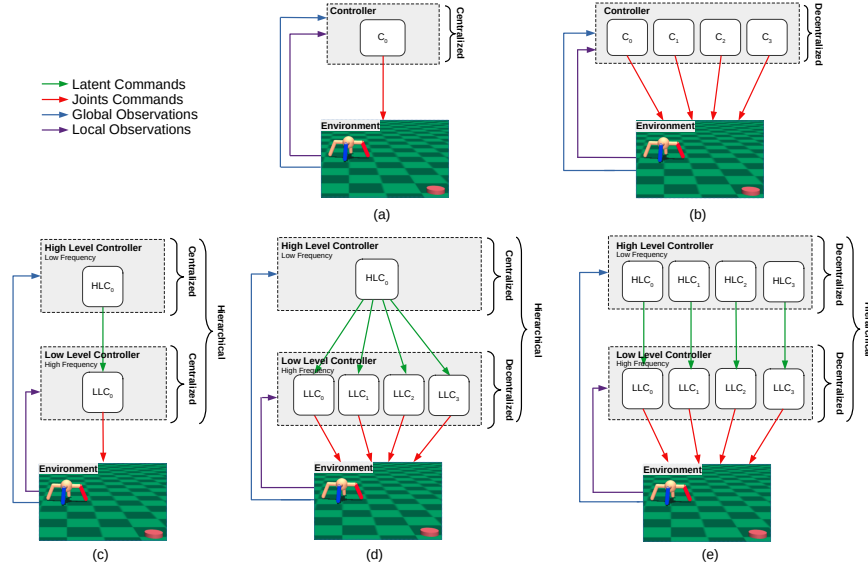 Controller
C0
Centralized
Environment
(a)
Controller
C0 C1 C2 C3
Decentralized
Environment
(b)
Latent Commands
Joints Commands
Global Observations
Local Observations
High Level Controller
Low Frequency
HLC0
Centralized
Low Level Controller
High Frequency
LLC0
Centralized
Hierarchical
Environment
(c)
High Level Controller
Low Frequency
HLC0
Centralized
Low Level Controller
High Frequency
LLC0 LLC1 LLC2 LLC3
Decentralized
Hierarchical
Environment
(d)
High Level Controller
Low Frequency
HLC0 HLC1 HLC2 HLC3
Decentralized
Low Level Controller
High Frequency
LLC0 LLC1 LLC2 LLC3
Decentralized
Hierarchical
Environment
(e)